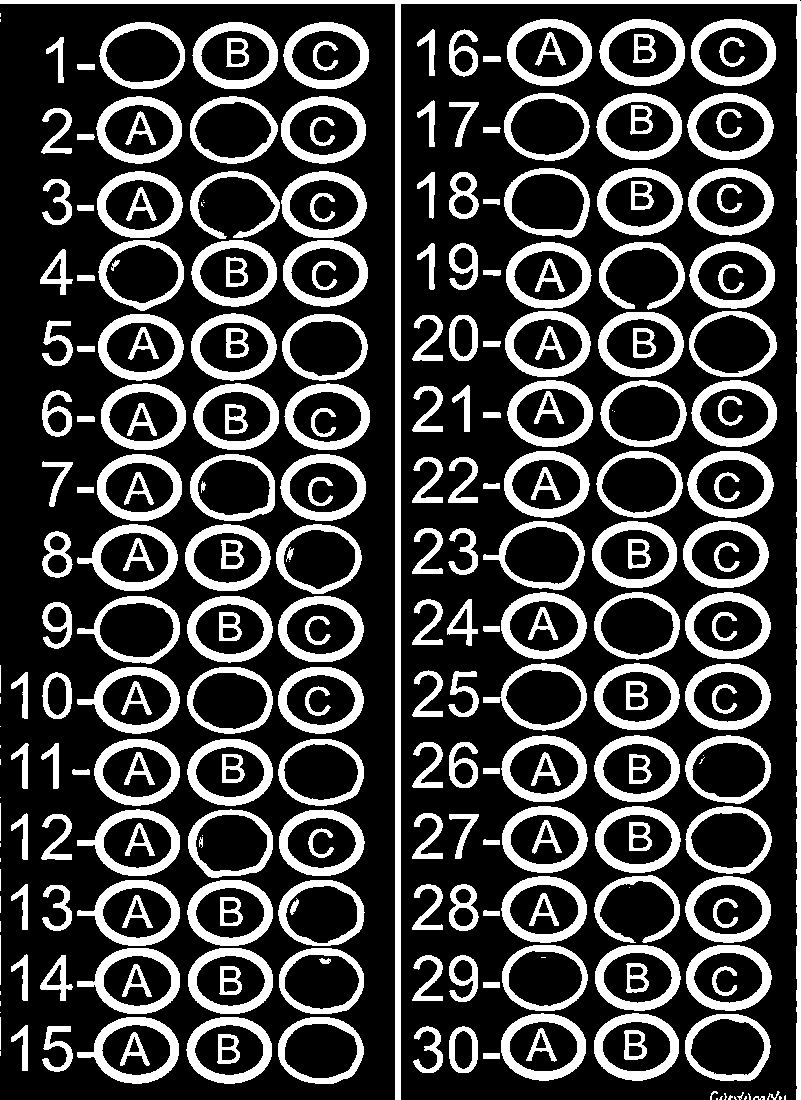 1- B C
2- A C
3- A C
4- B C
5- A B
6- A B C
7- A C
8- A B
9- B C
10- A C
11- A B
12- A C
13- A B
14- A B
15- A B
16- A B C
17- B C
18- B C
19- A C
20- A B
21- A C
22- A C
23- B C
24- A C
25- B C
26- A B
27- A B
28- A C
29- B C
30- A B